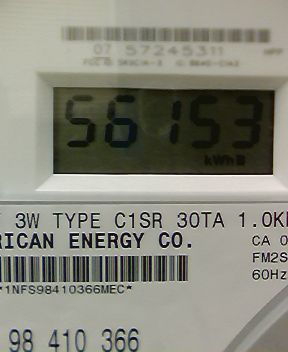 07 57245311
56153
kWh
3W TYPE C1SR 30TA 1.0K
RICAN ENERGY CO.
CA 0
FM2S
60Hz
*1NFS98410366MEC*
98 410 366